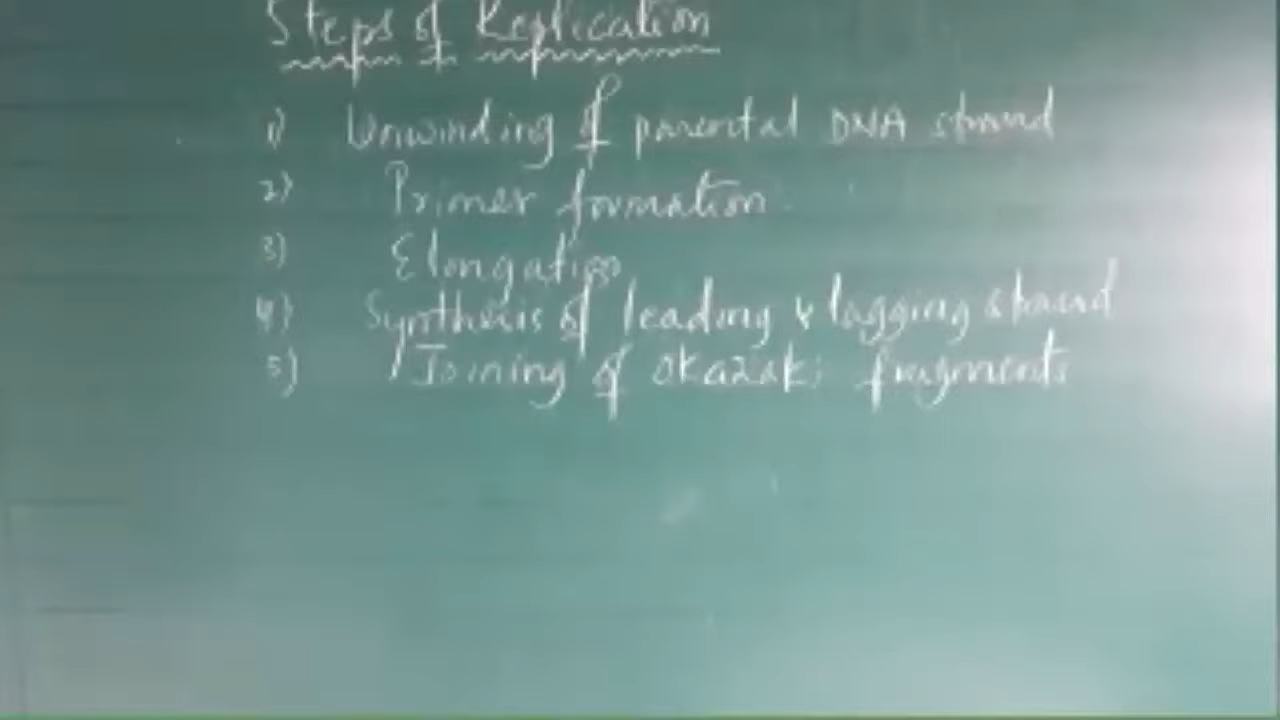 Steps of Replication
1) Unwinding of parental DNA strand
2) Primer formation
3) Elongation
4) Synthesis of leading & lagging strand
5) Joining of Okazaki fragments